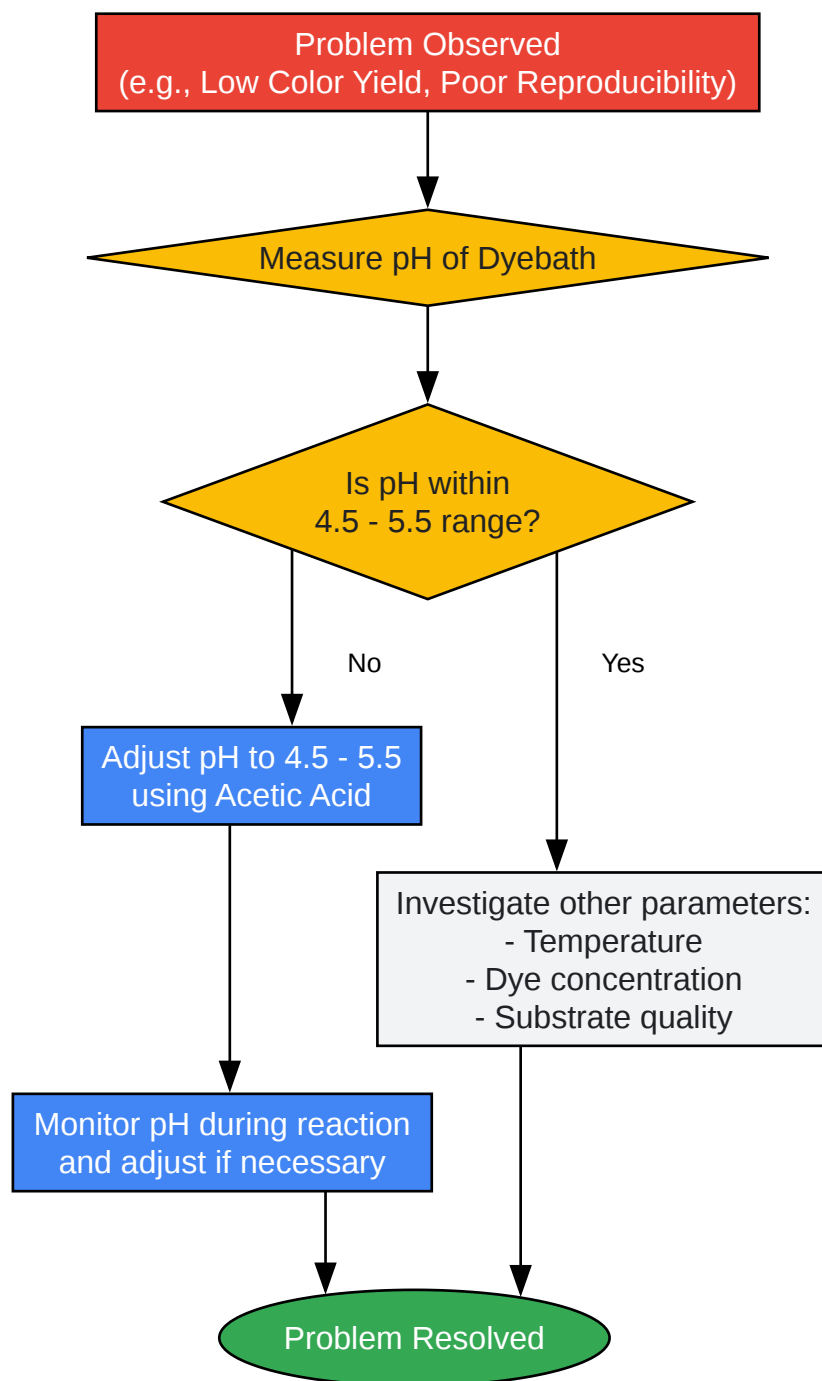 Problem Observed
(e.g., Low Color Yield, Poor Reproducibility)
Measure pH of Dyebath
Is pH within
4.5 - 5.5 range?
No
Yes
Adjust pH to 4.5 - 5.5
using Acetic Acid
Investigate other parameters:
- Temperature
- Dye concentration
- Substrate quality
Monitor pH during reaction
and adjust if necessary
Problem Resolved